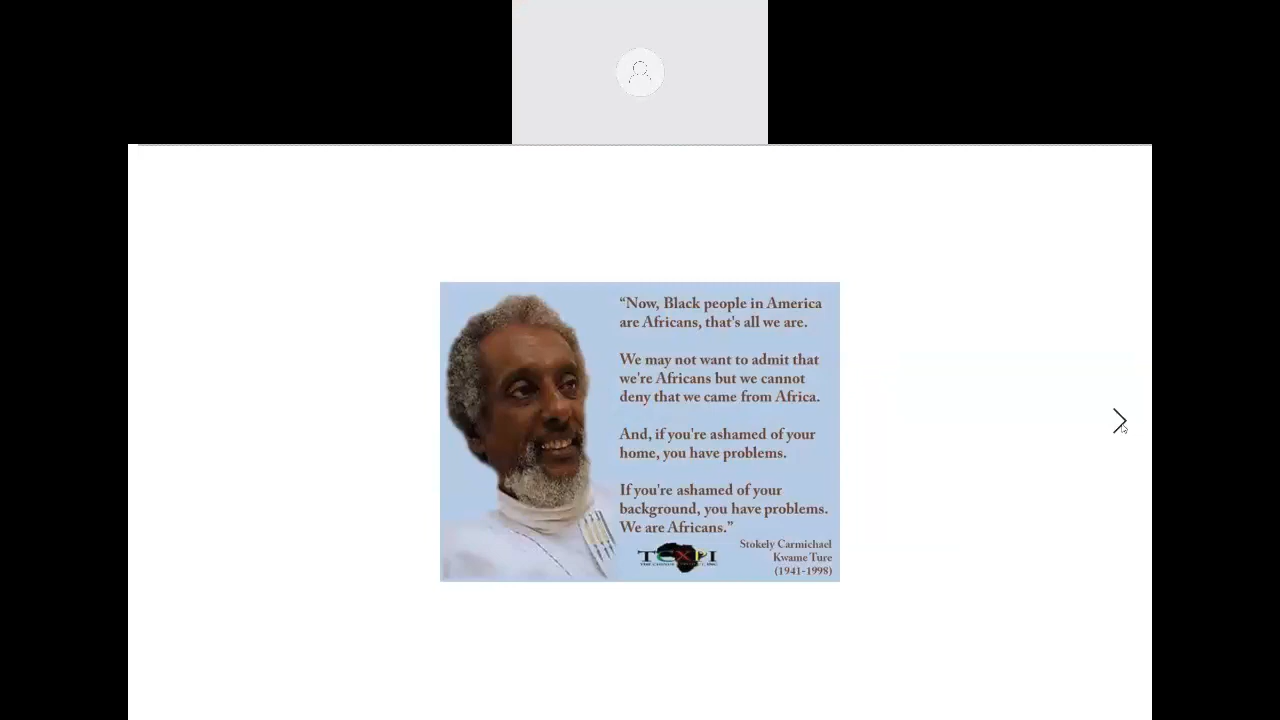 “Now, Black people in America
are Africans, that's all we are.
We may not want to admit that
we're Africans but we cannot
deny that we came from Africa.
And, if you're ashamed of your
home, you have problems.
If you're ashamed of your
background, you have problems.
We are Africans.”
Stokely Carmichael
Kwame Ture
(1941-1998)